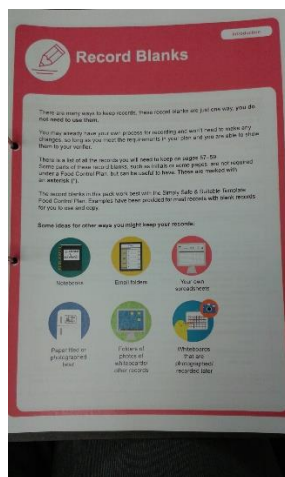 Introduction
Record Blanks
There are many ways to keep records, these record blanks are just one way, you do
not need to use them.
You may already have your own process for recording and won't need to make any
changes, so long as you meet the requirements in your plan and you are able to show
them to your verifier.
There is a list of all the records you will need to keep on pages
Some parts of these record blanks, such as details or some pages, are not required
under a Food Control Plan, but can be useful to have. These are marked with
an asterisk (*).
The record blanks in this pack work best with the Simply Safe & Suitable Template
Food Control Plan. Examples have been produced for most records with blank records
for you to use and copy.
Some ideas for other ways you might keep your records:
Notebooks
Email folders
Your own
spreadsheets
Paper files or
photographed
later
Folders of
photos of
whiteboards/
other records
Whiteboards
that are
photographed/
recorded later